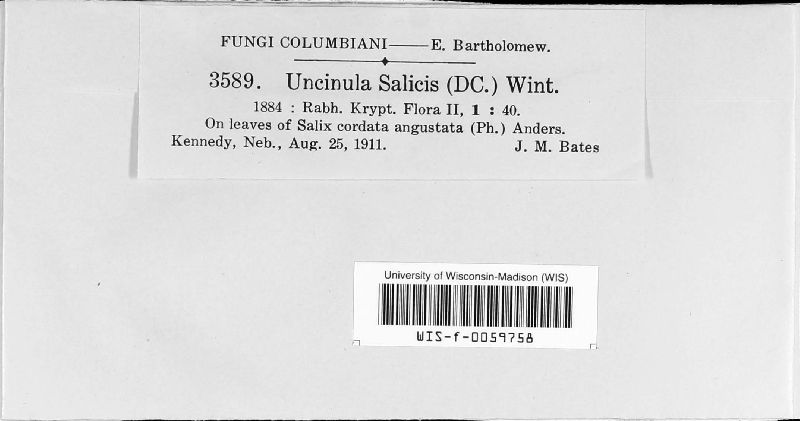 FUNGI COLUMBIANI——E. Bartholomew.
3589. Uncinula Salicis (DC.) Wint.
1884 : Rabh. Krypt. Flora II, 1 : 40.
On leaves of Salix cordata angustata (Ph.) Anders.
Kennedy, Neb., Aug. 25, 1911. J. M. Bates
University of Wisconsin-Madison (WIS)
WIS-f-0059758